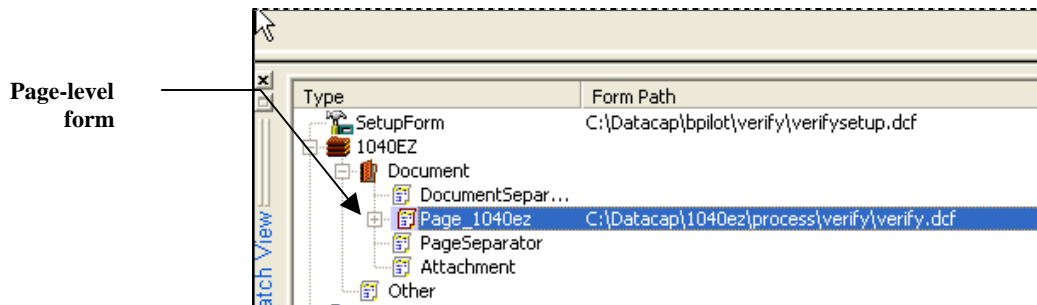 Page-level
form
Type Form Path
SetupForm C:\Datacap\bpilot\verify\verifysetup.dcf
1040EZ
Document
DocumentSepar...
Page_1040ez C:\Datacap\1040ez\process\verify\verify.dcf
PageSeparator
Attachment
Other
atch View